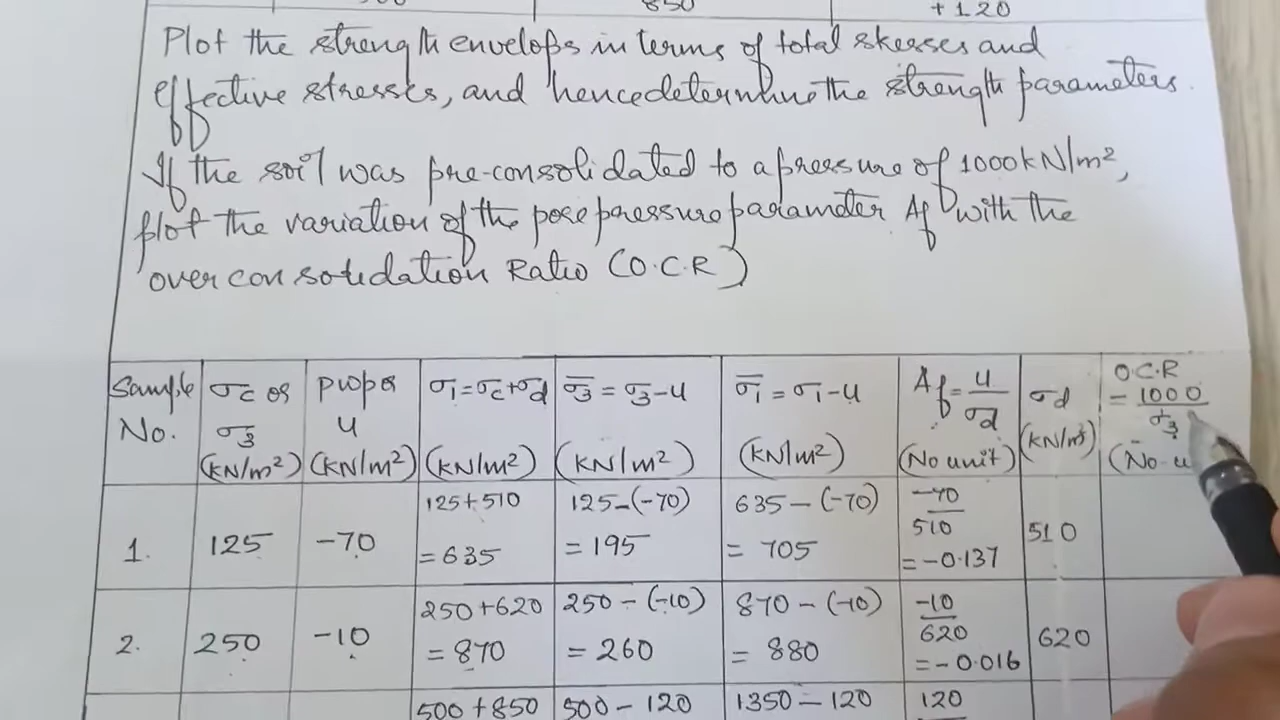 850
+120
Plot the strength envelops in terms of total stresses and
effective stresses, and hence determine the strength parameters.
If the soil was pre-consolidated to a pressure of 1000kN/m²,
plot the variation of the pore pressure parameter Af with the
over consolidation Ratio (O.C.R)
Sample No.
σc or σ3 (kN/m²)
pwp or u (kN/m²)
σ1=σc+σd (kN/m²)
σ̅3 = σ3-u (kN/m²)
σ̅1 = σ1-u (kN/m²)
Af=u/σd (No unit)
σd (kN/m²)
O.C.R = 1000/σ3 (No.u
1.
125
-70
125+510 =635
125-(-70) =195
635-(-70) = 705
-70/510 =-0.137
510
2.
250
-10
250+620 = 870
250-(-10) = 260
870-(-10) = 880
-10/620 =-0.016
620
500+850
500-120
1350-120
120